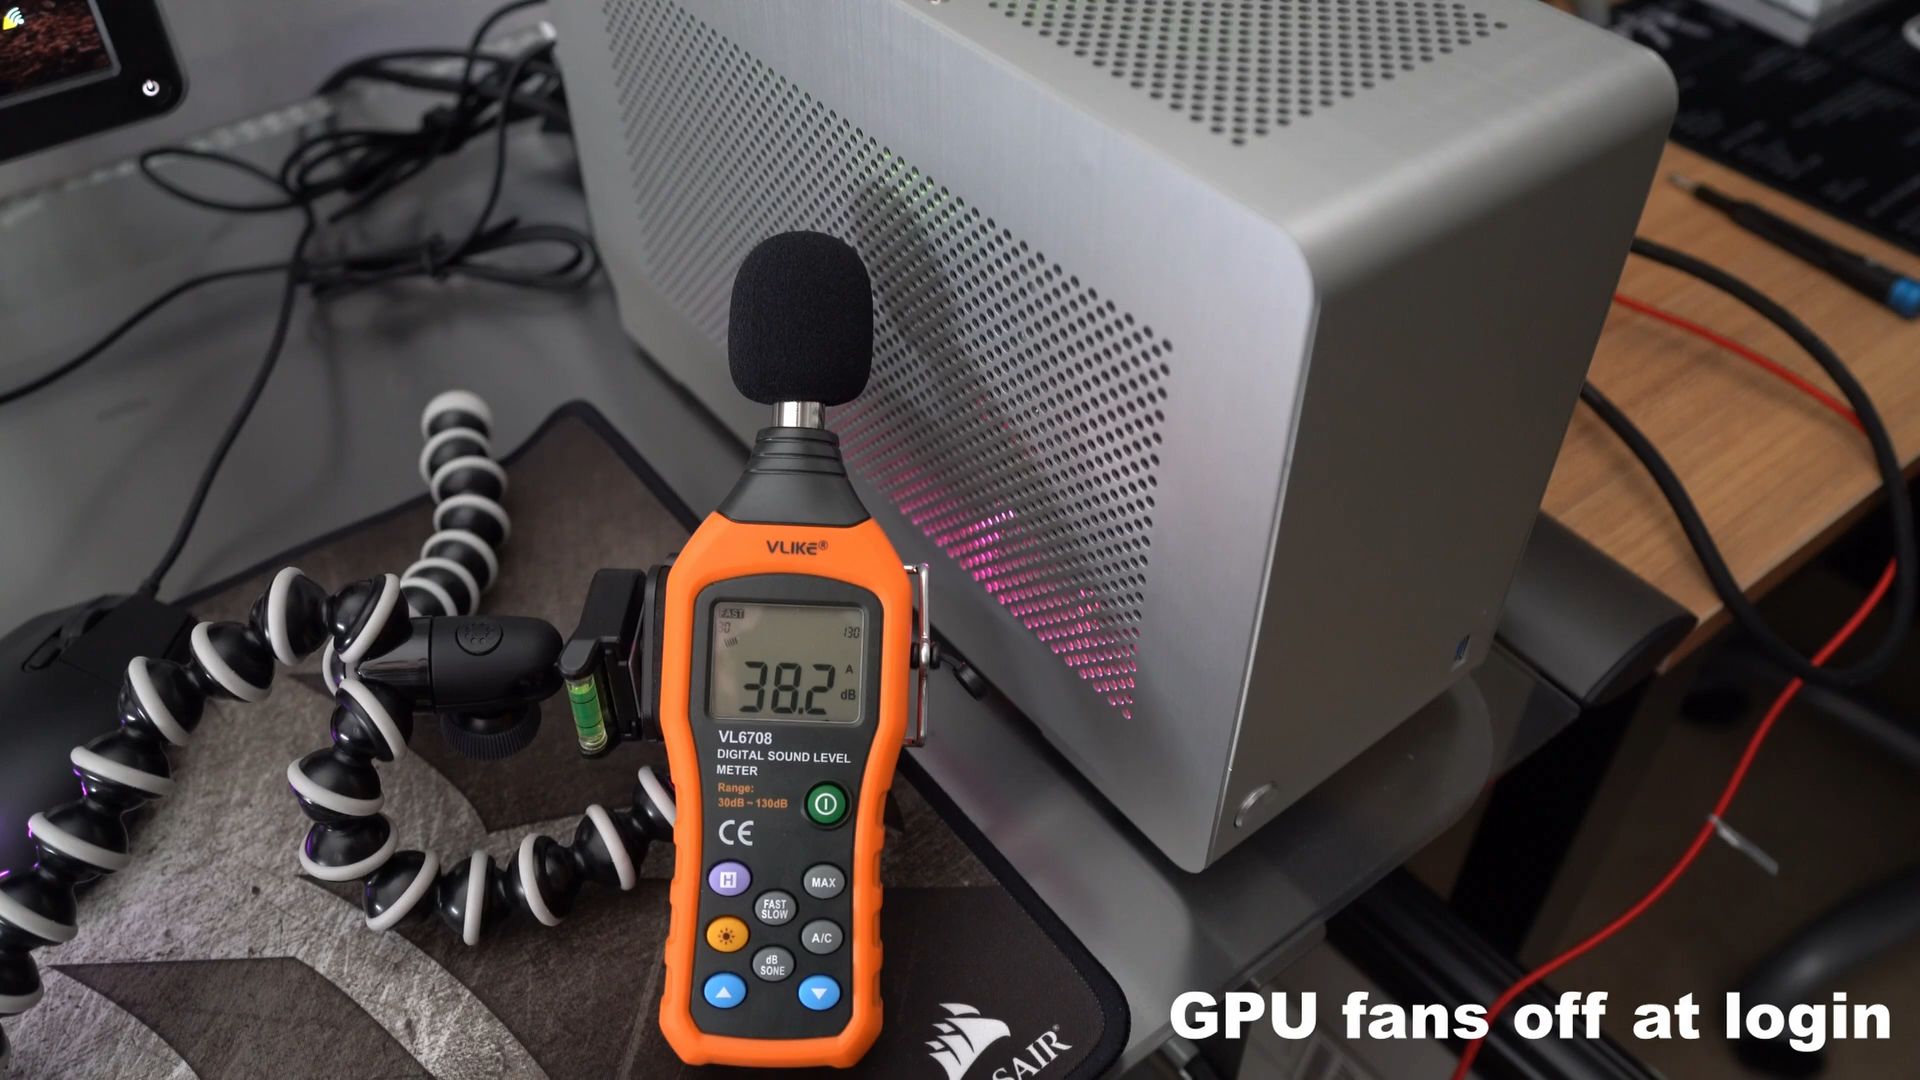 VLIKE®
FAST
30
130
A
38.2
dB
VL6708
DIGITAL SOUND LEVEL
METER
Range:
30dB ~ 130dB
CE
H
MAX
FAST
SLOW
A/C
dB
SONE
SAIR
GPU fans off at login